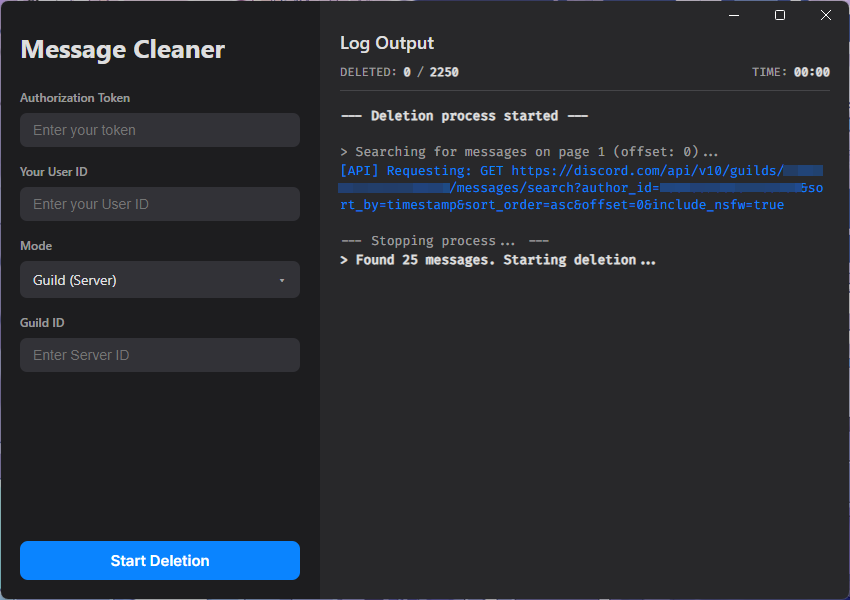 Message Cleaner
Authorization Token
Enter your token
Your User ID
Enter your User ID
Mode
Guild (Server)
Guild ID
Enter Server ID
Start Deletion
Log Output
DELETED: 0 / 2250
TIME: 00:00
--- Deletion process started ---
> Searching for messages on page 1 (offset: 0)...
[API] Requesting: GET https://discord.com/api/v10/guilds/
/messages/search?author_id=&so
rt_by=timestamp&sort_order=asc&offset=0&include_nsfw=true
--- Stopping process... ---
> Found 25 messages. Starting deletion...